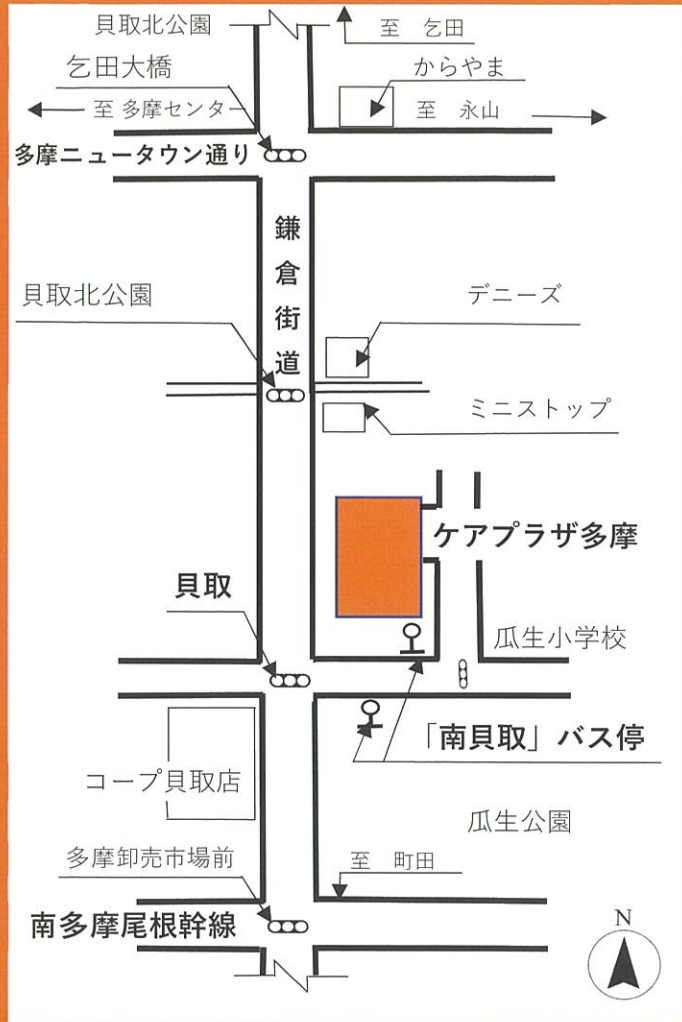 貝取北公園
至 乞田
乞田大橋
からやま
至 多摩センター
至 永山
多摩ニュータウン通り
鎌倉街道
貝取北公園
デニーズ
ミニストップ
ケアプラザ多摩
貝取
瓜生小学校
「南貝取」バス停
コープ貝取店
瓜生公園
多摩卸売市場前
至 町田
南多摩尾根幹線
N